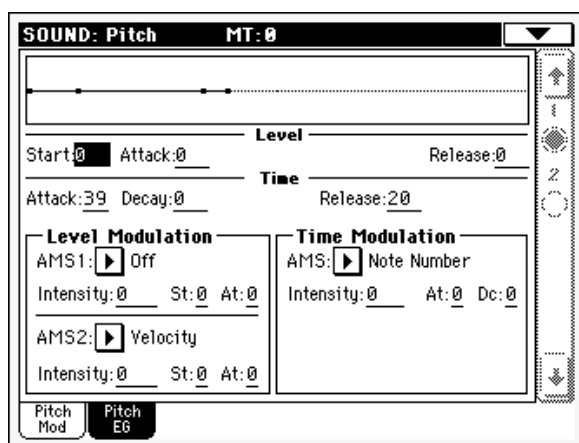 SOUND: Pitch MT:0
Level
Start:0 Attack:0 Release:0
Time
Attack:39 Decay:0 Release:20
Level Modulation
AMS1: Off
Intensity:0 St:0 At:0
AMS2: Velocity
Intensity:0 St:0 At:0
Time Modulation
AMS: Note Number
Intensity:0 At:0 Dc:0
1
2
Pitch Mod
Pitch EG